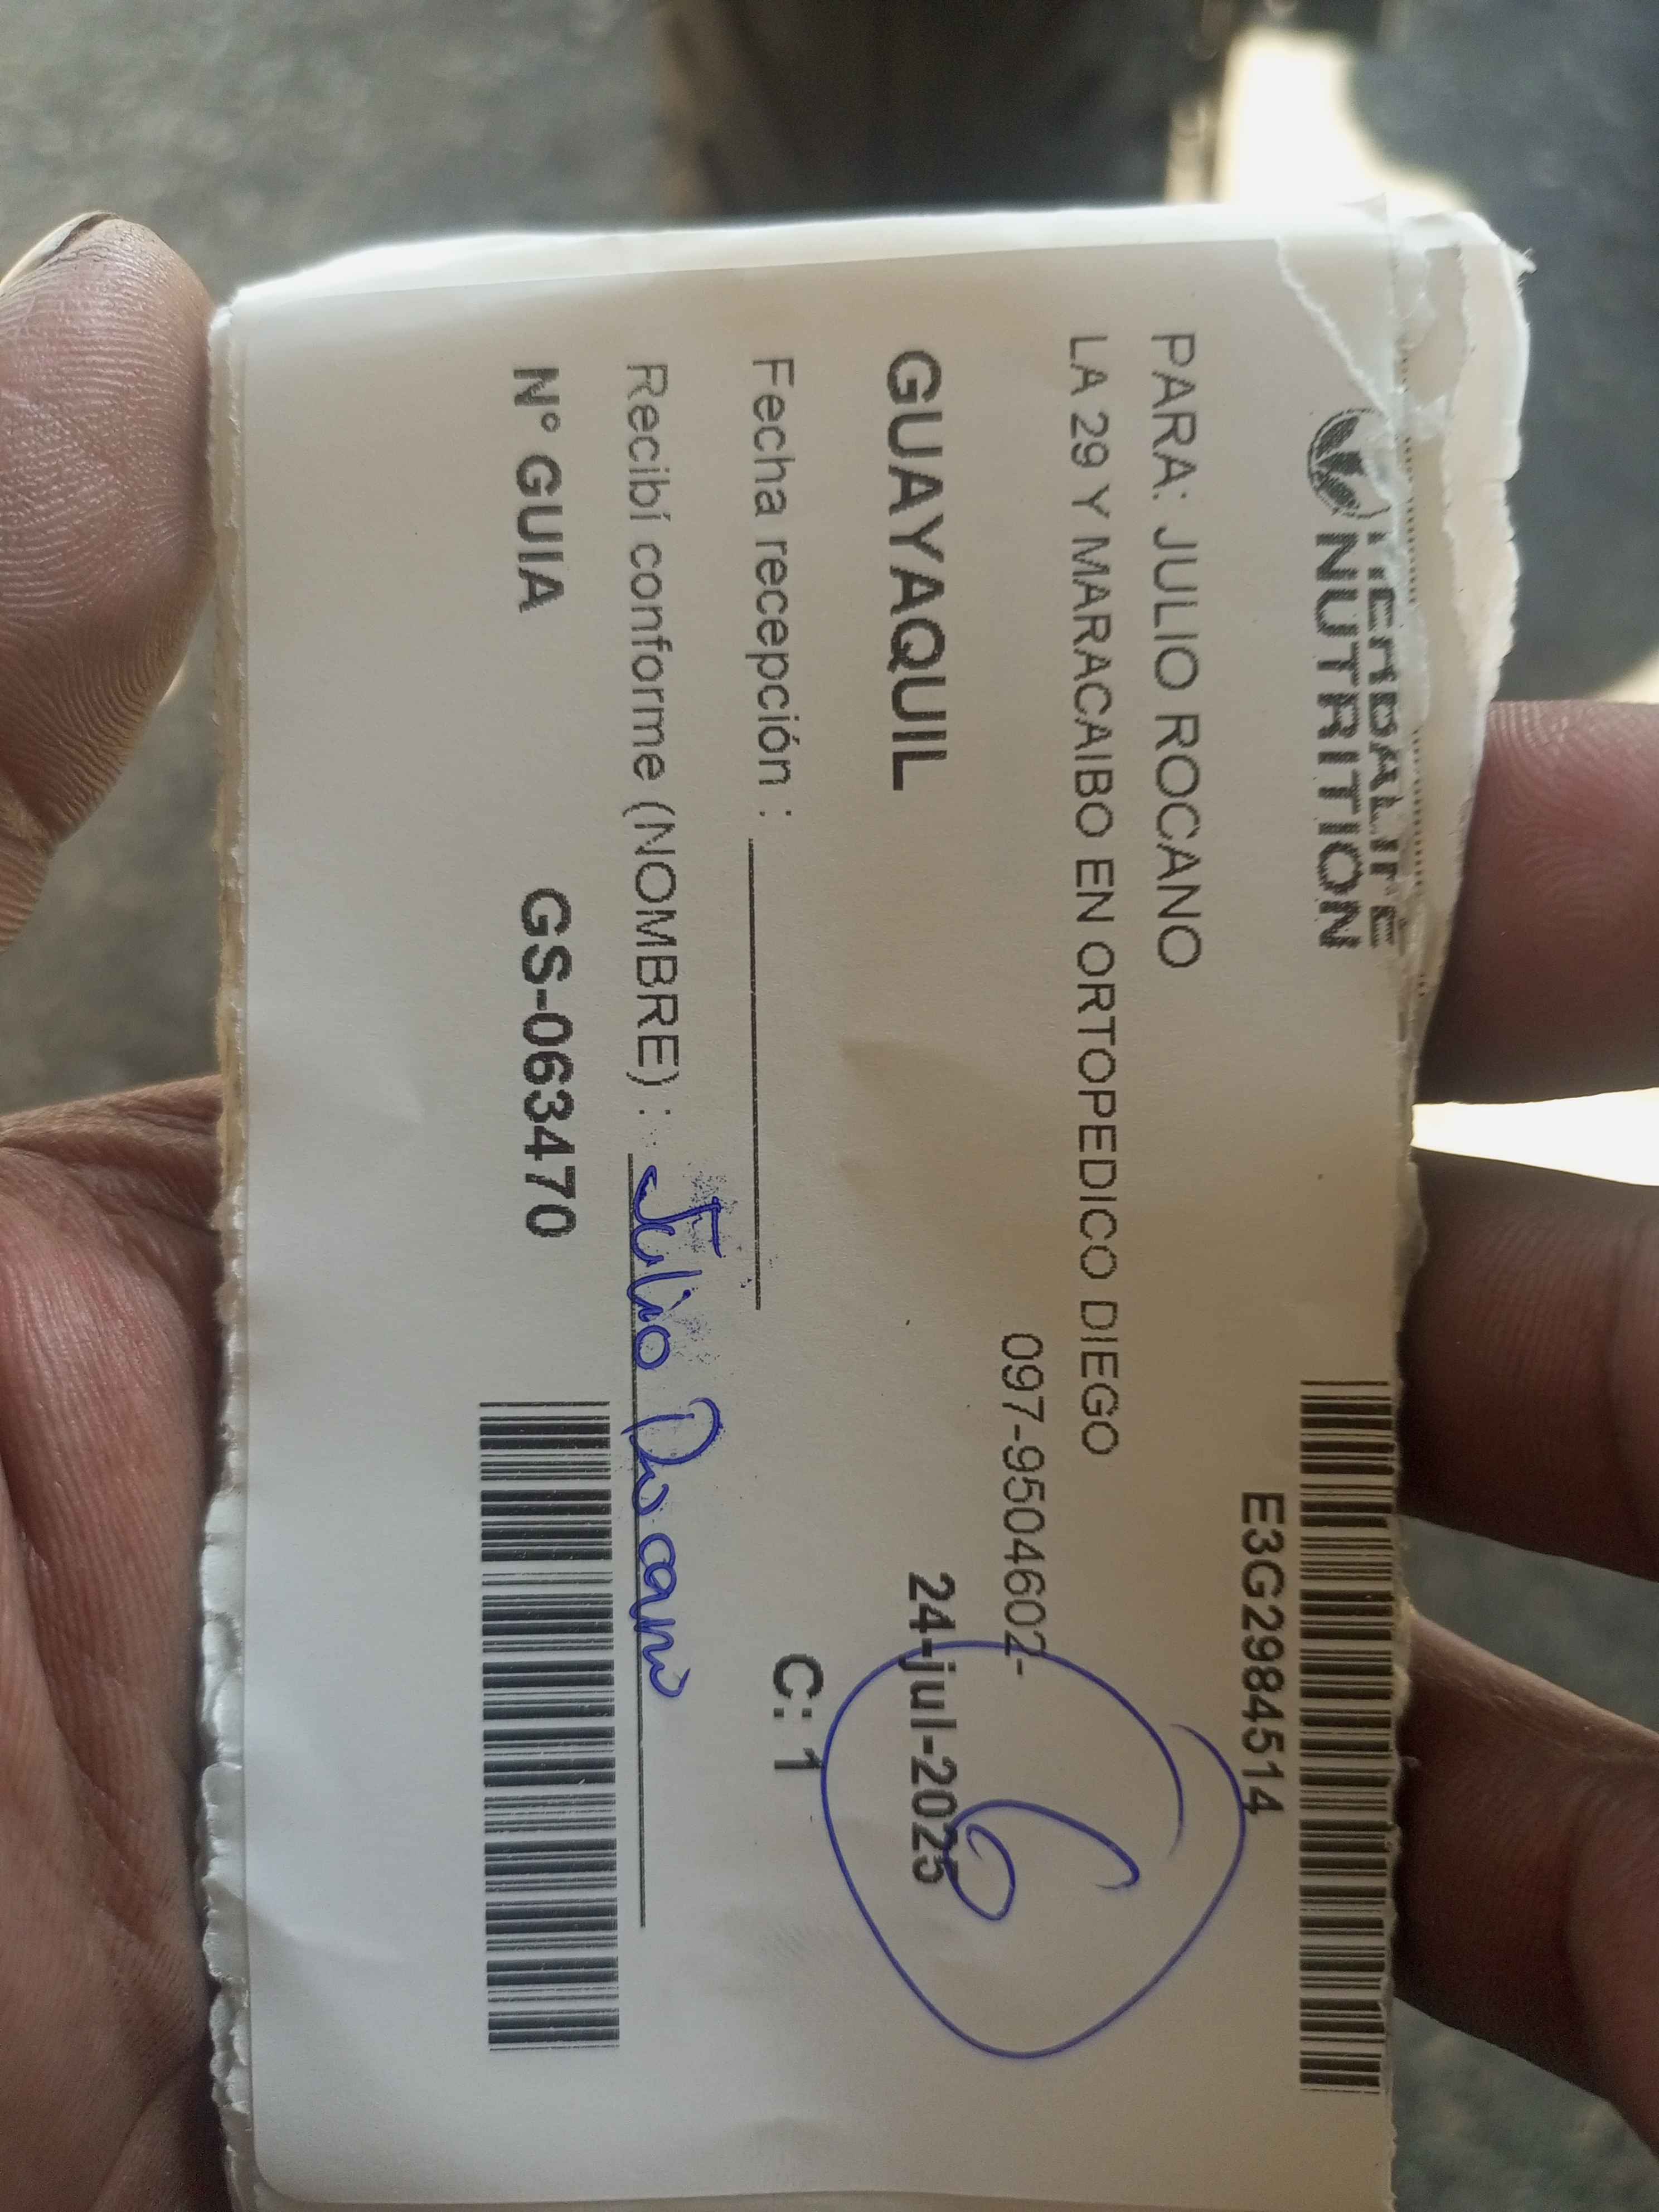 HERBALIFE
NUTRITION
E3G2984514
PARA: JULIO ROCANO
LA 29 Y MARACAIBO EN ORTOPEDICO DIEGO
097-9504602-
GUAYAQUIL
24-jul-2025
6
Fecha recepción :
C: 1
Recibí conforme (NOMBRE) : Julio Rocano
N° GUIA GS-063470